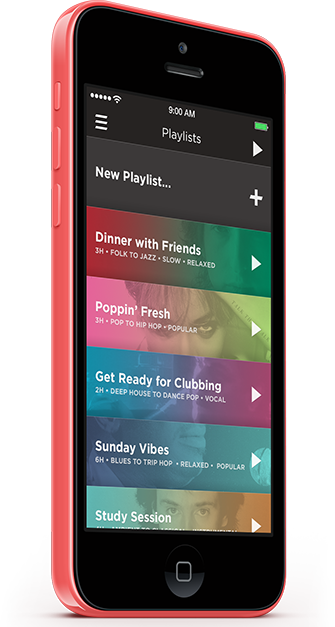 9:00 AM
Playlists
New Playlist...
Dinner with Friends
3H • FOLK TO JAZZ • SLOW • RELAXED
Poppin' Fresh
3H • POP TO HIP HOP • POPULAR
Get Ready for Clubbing
2H • DEEP HOUSE TO DANCE POP • VOCAL
Sunday Vibes
6H • BLUES TO TRIP HOP • RELAXED • POPULAR
Study Session